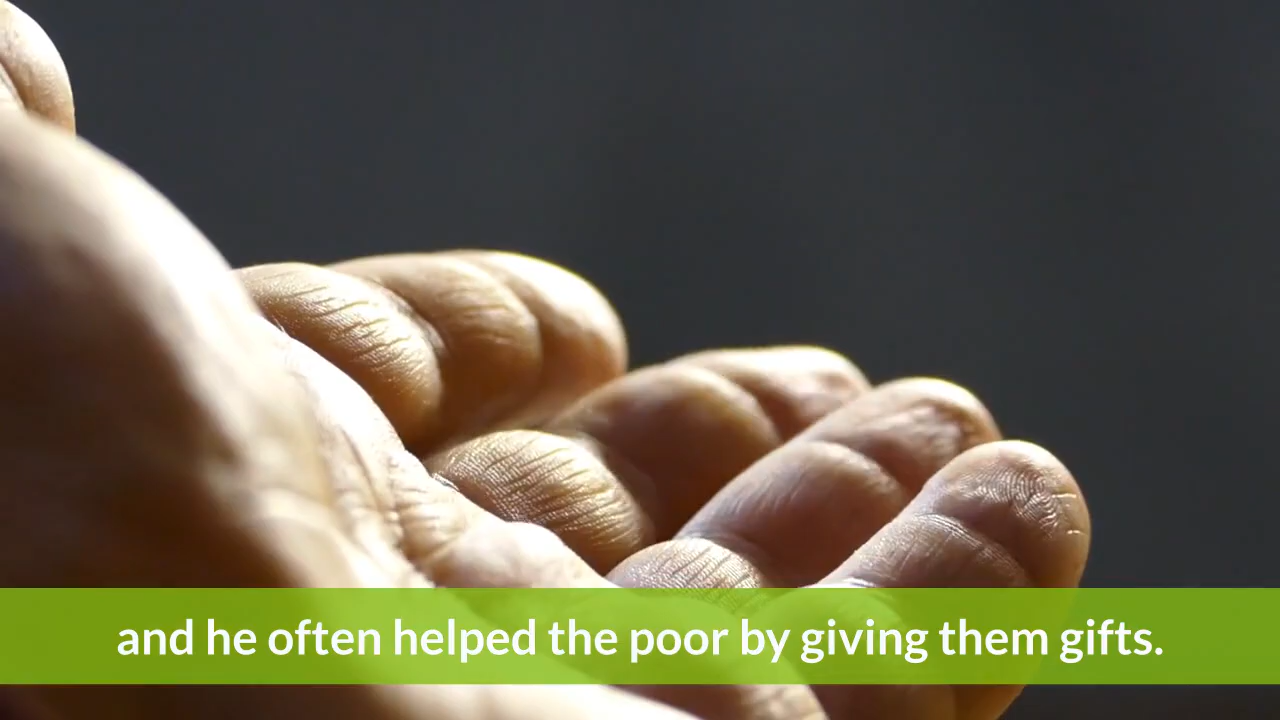 and he often helped the poor by giving them gifts.